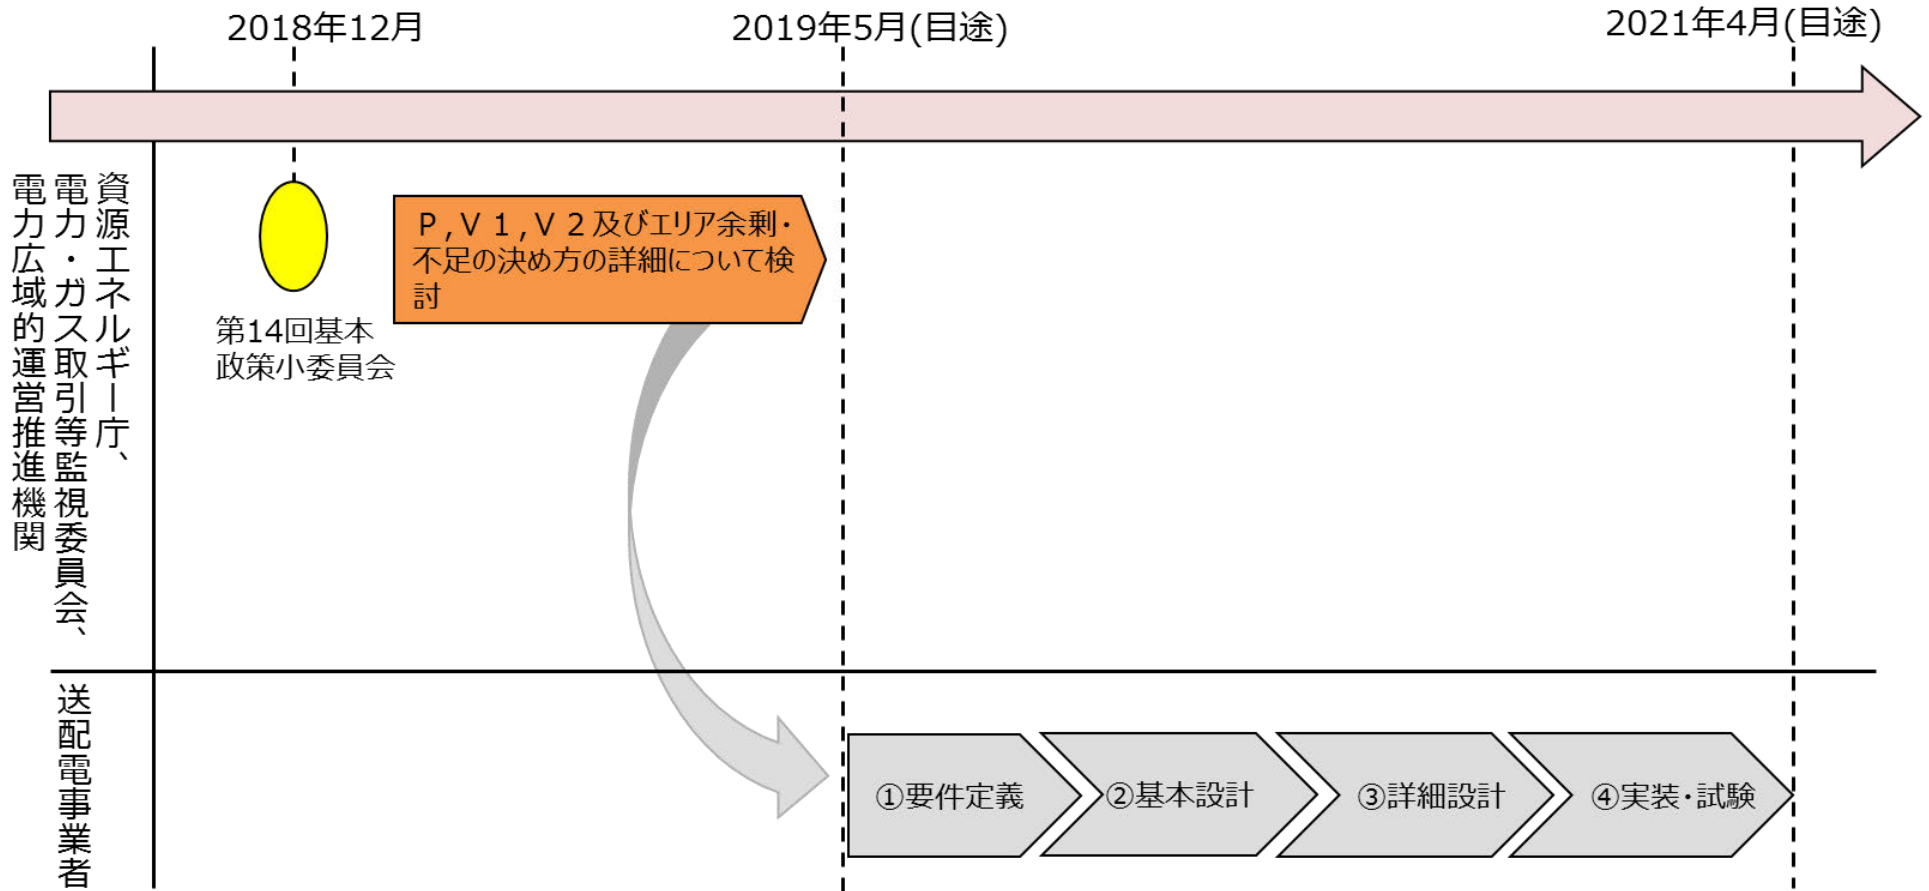 2018年12月
2019年5月(目途)
2021年4月(目途)
資源エネルギー庁、
電力・ガス取引等監視委員会、
電力広域的運営推進機関
第14回基本
政策小委員会
Ｐ,Ｖ１,Ｖ２及びエリア余剰・
不足の決め方の詳細について検
討
送配電事業者
①要件定義
②基本設計
③詳細設計
④実装・試験